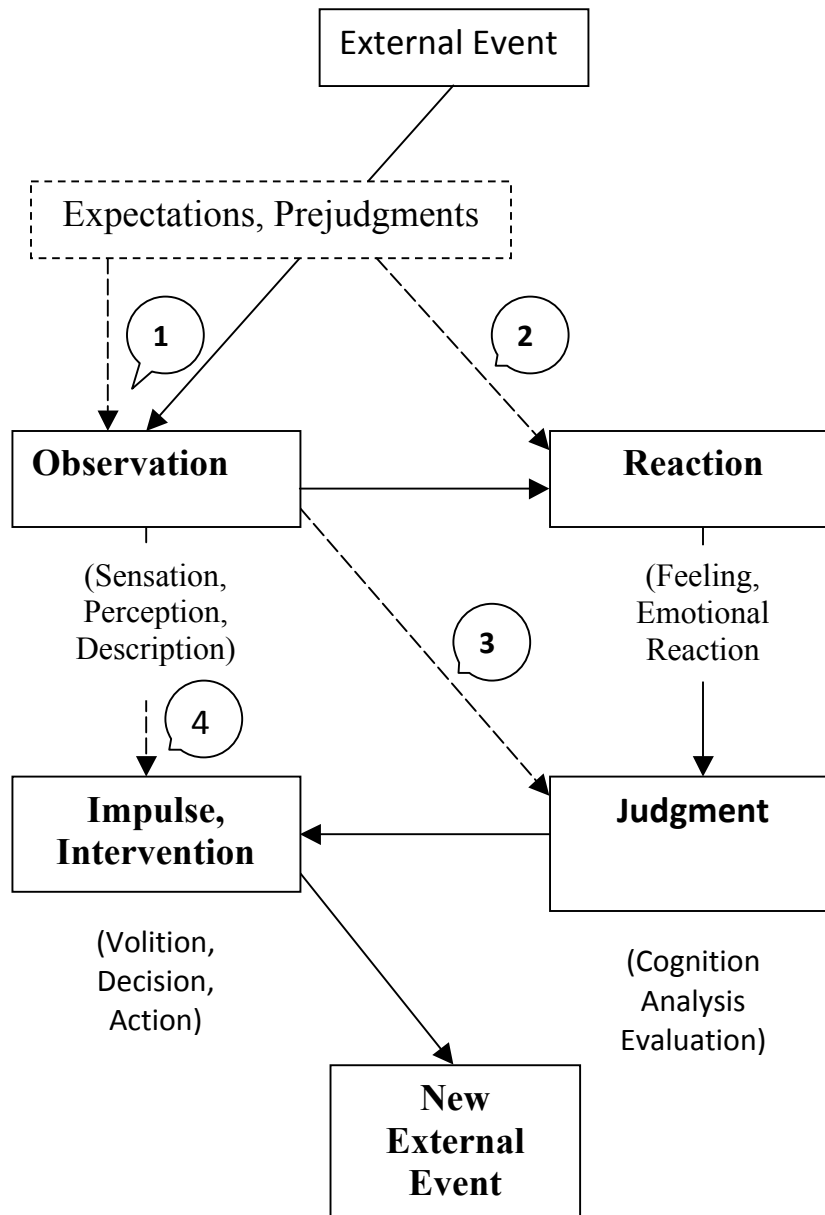 External Event
Expectations, Prejudgments
1
2
Observation
Reaction
(Sensation,
Perception,
Description)
(Feeling,
Emotional
Reaction
3
4
Impulse,
Intervention
Judgment
(Volition,
Decision,
Action)
(Cognition
Analysis
Evaluation)
New
External
Event